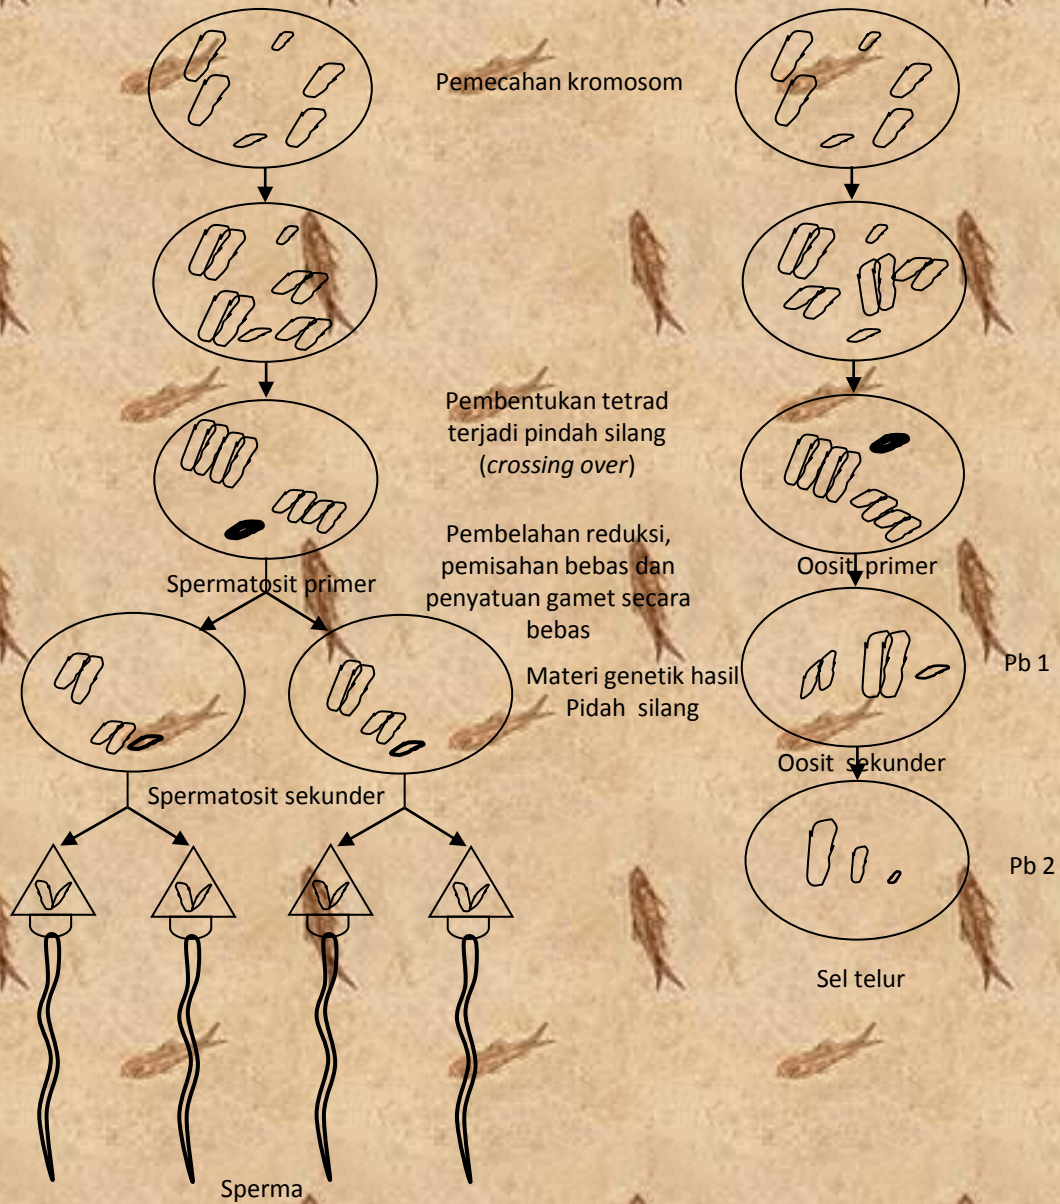 Pemecahan kromosom
Pembentukan tetrad
terjadi pindah silang
(crossing over)
Pembelahan reduksi,
pemisahan bebas dan
penyatuan gamet secara
bebas
Spermatosit primer
Oosit primer
Materi genetik hasil
Pidah silang
Pb 1
Spermatosit sekunder
Oosit sekunder
Pb 2
Sel telur
Sperma